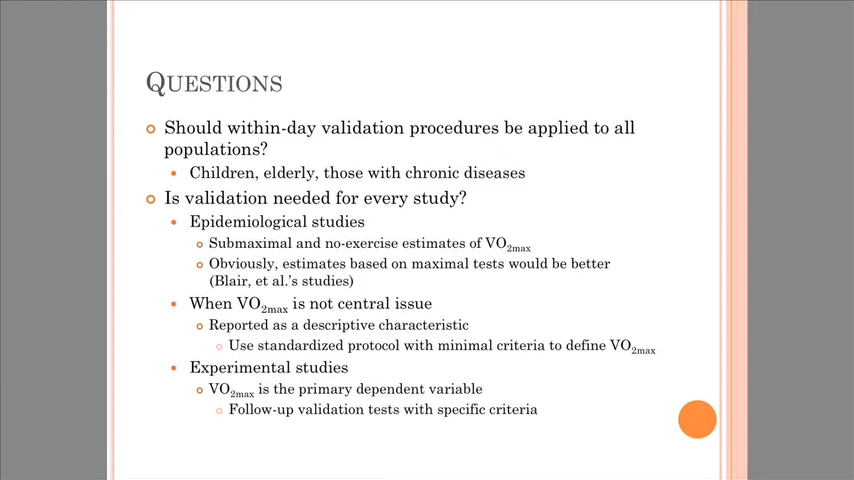 QUESTIONS
Should within-day validation procedures be applied to all
populations?
Children, elderly, those with chronic diseases
Is validation needed for every study?
Epidemiological studies
Submaximal and no-exercise estimates of VO2max
Obviously, estimates based on maximal tests would be better
(Blair, et al.'s studies)
When VO2max is not central issue
Reported as a descriptive characteristic
Use standardized protocol with minimal criteria to define VO2max
Experimental studies
VO2max is the primary dependent variable
Follow-up validation tests with specific criteria